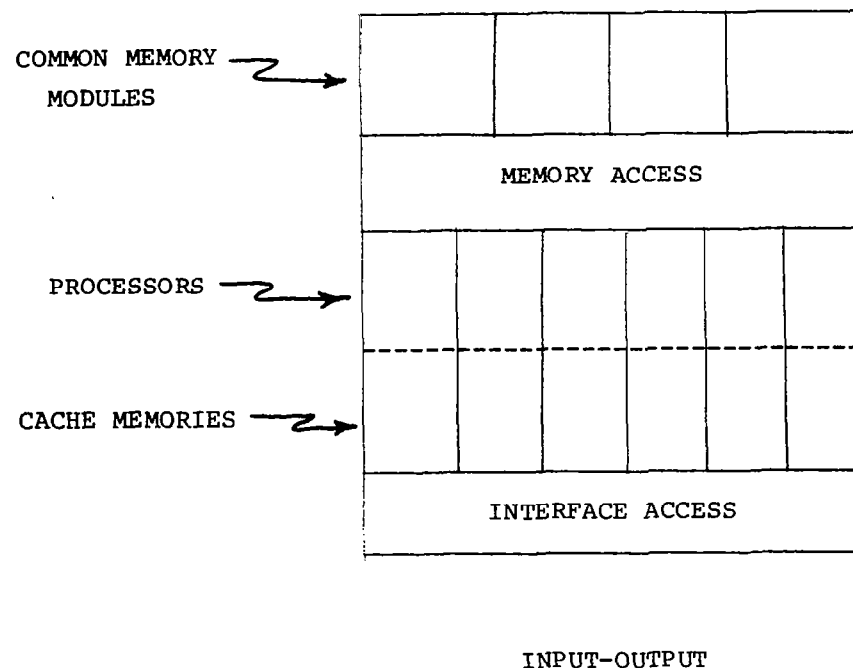 COMMON MEMORY
MODULES
MEMORY ACCESS
PROCESSORS
CACHE MEMORIES
INTERFACE ACCESS
INPUT-OUTPUT